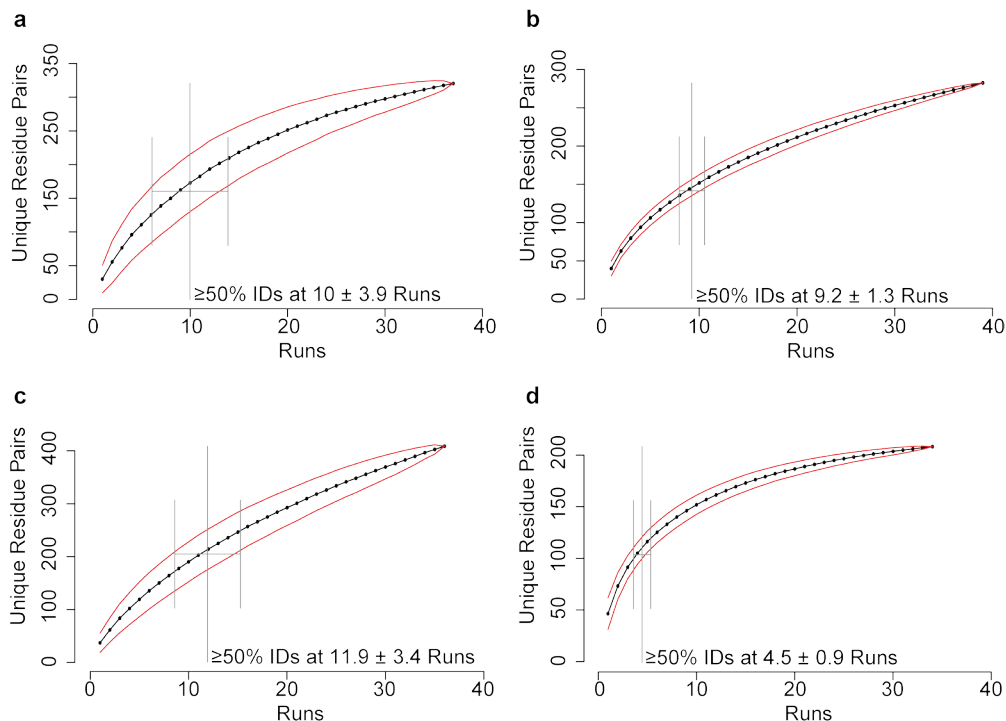 a
Unique Residue Pairs
350
250
150
50
0
≥50% IDs at 10 ± 3.9 Runs
0 10 20 30 40
Runs
b
Unique Residue Pairs
300
200
150
100
50
0
≥50% IDs at 9.2 ± 1.3 Runs
0 10 20 30 40
Runs
c
Unique Residue Pairs
400
300
200
100
0
≥50% IDs at 11.9 ± 3.4 Runs
0 10 20 30 40
Runs
d
Unique Residue Pairs
200
150
100
50
0
≥50% IDs at 4.5 ± 0.9 Runs
0 10 20 30 40
Runs